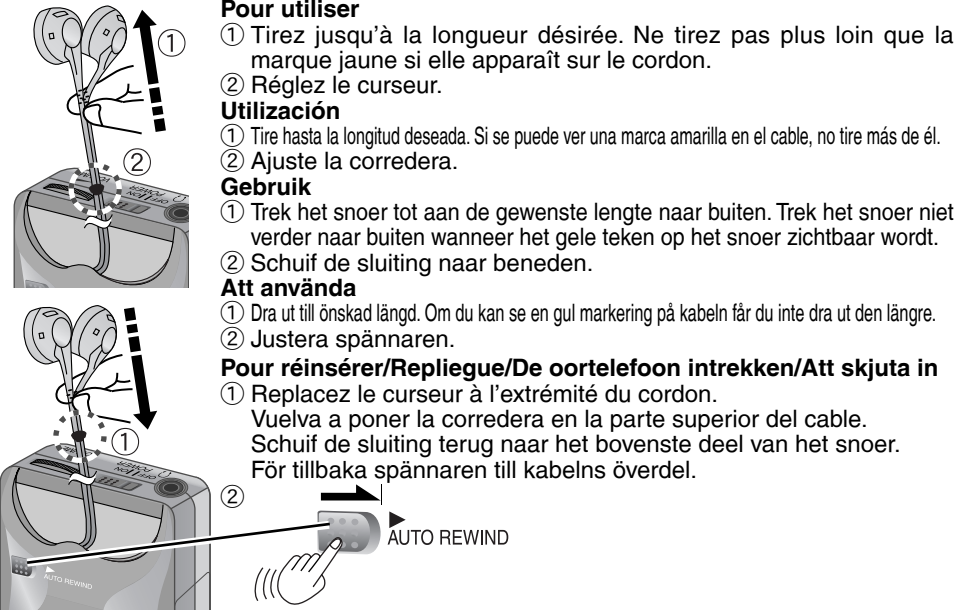 Pour utiliser
① Tirez jusqu'à la longueur désirée. Ne tirez pas plus loin que la
marque jaune si elle apparaît sur le cordon.
② Réglez le curseur.
Utilización
① Tire hasta la longitud deseada. Si se puede ver una marca amarilla en el cable, no tire más de él.
② Ajuste la corredera.
Gebruik
① Trek het snoer tot aan de gewenste lengte naar buiten. Trek het snoer niet
verder naar buiten wanneer het gele teken op het snoer zichtbaar wordt.
② Schuif de sluiting naar beneden.
Att använda
① Dra ut till önskad längd. Om du kan se en gul markering på kabeln får du inte dra ut den längre.
② Justera spännaren.
Pour réinsérer/Repliegue/De oortelefoon intrekken/Att skjuta in
① Replacez le curseur à l'extrémité du cordon.
Vuelva a poner la corredera en la parte superior del cable.
Schuif de sluiting terug naar het bovenste deel van het snoer.
För tillbaka spännaren till kabelns överdel.
②
AUTO REWIND
①
②
OFF ON
POWER
①
OFF ON
POWER
AUTO REWIND